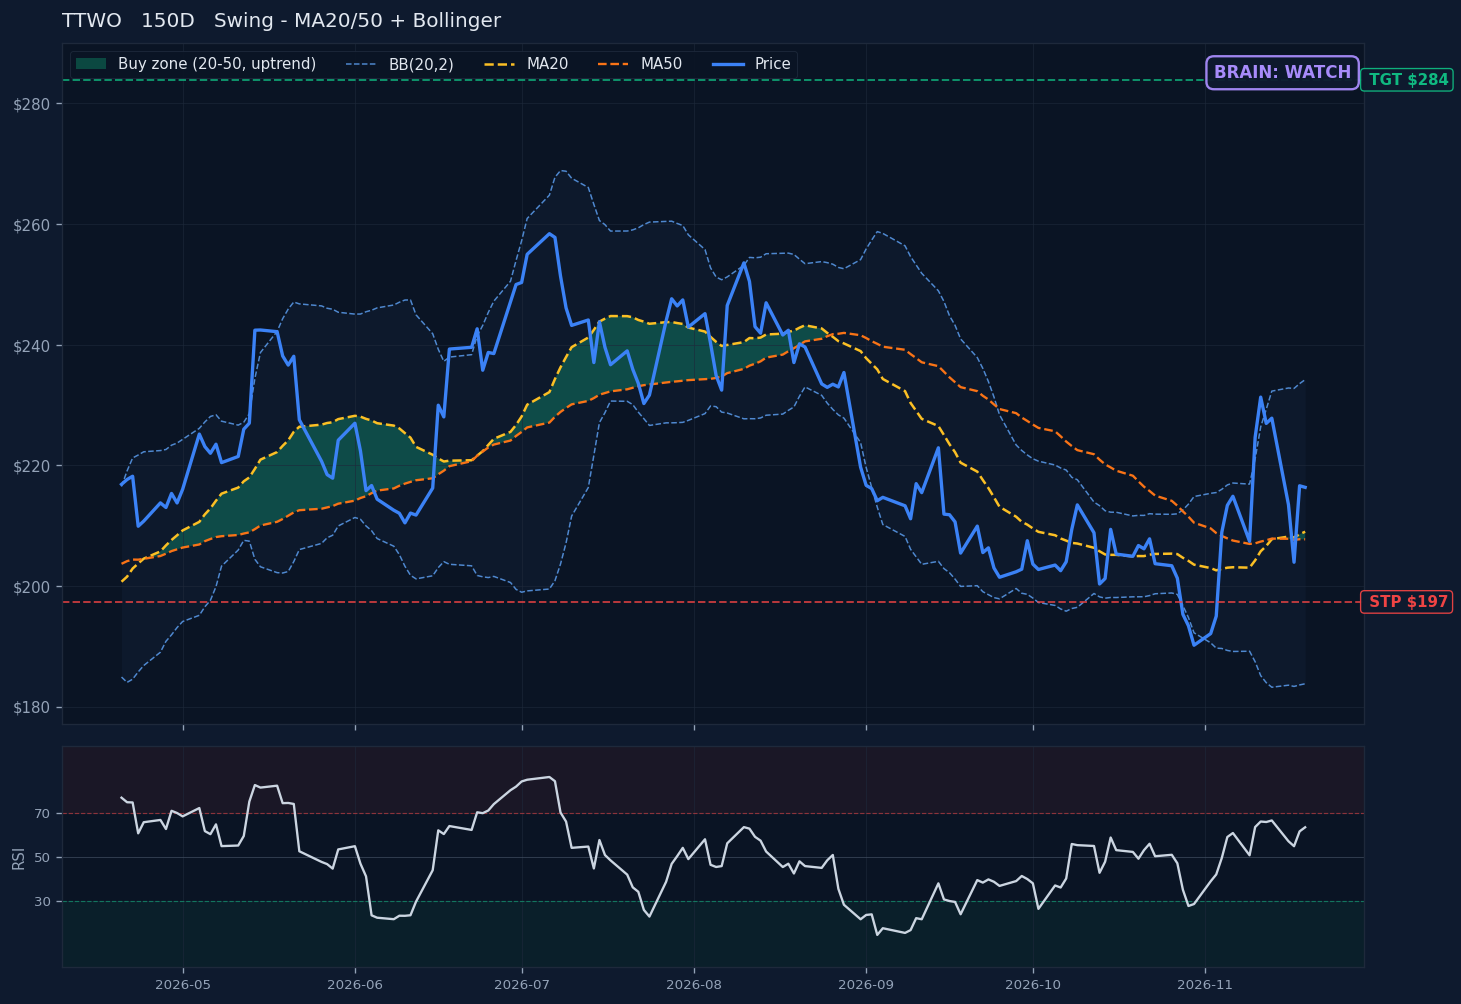 TTWO   150D   Swing - MA20/50 + Bollinger
Buy zone (20-50, uptrend)   BB(20,2)   MA20   MA50   Price
BRAIN: WATCH
TGT $284
$280
$260
$240
$220
$200
STP $197
$180
RSI
70
50
30
2026-05   2026-06   2026-07   2026-08   2026-09   2026-10   2026-11